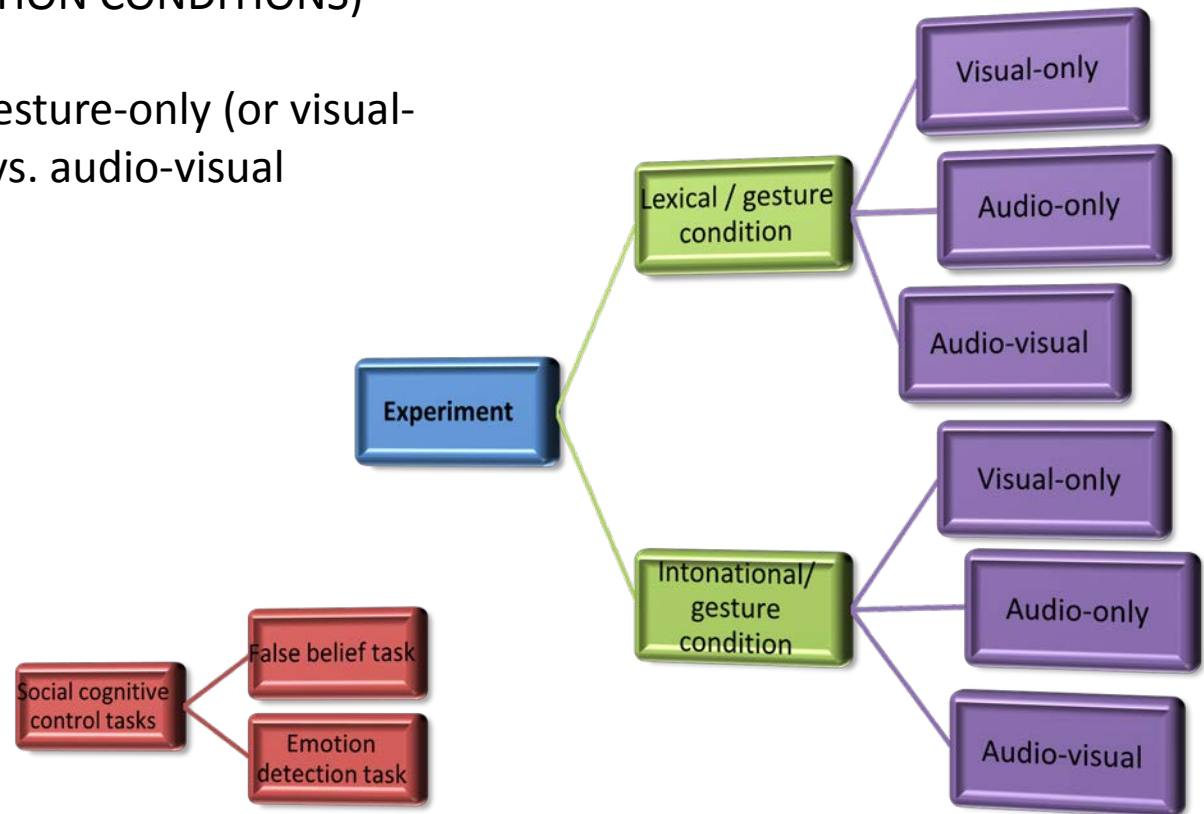 TION CONDITIONS)
esture-only (or visual-
vs. audio-visual
Visual-only
Lexical / gesture
condition
Audio-only
Audio-visual
Experiment
Visual-only
Intonational/
gesture
condition
Audio-only
Audio-visual
False belief task
Social cognitive
control tasks
Emotion
detection task